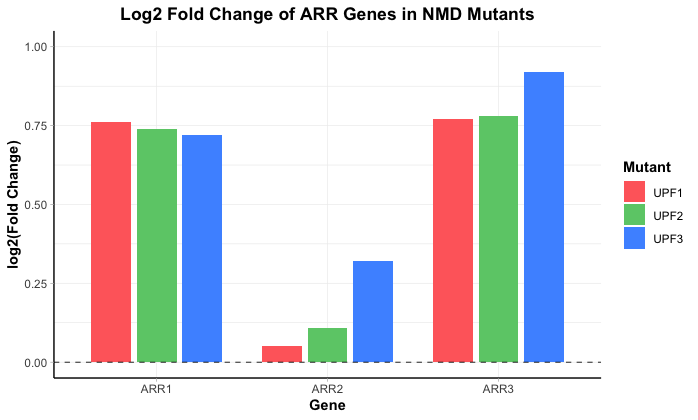 Log2 Fold Change of ARR Genes in NMD Mutants
log2(Fold Change)
1.00
0.75
0.50
0.25
0.00
ARR1
ARR2
ARR3
Gene
Mutant
UPF1
UPF2
UPF3